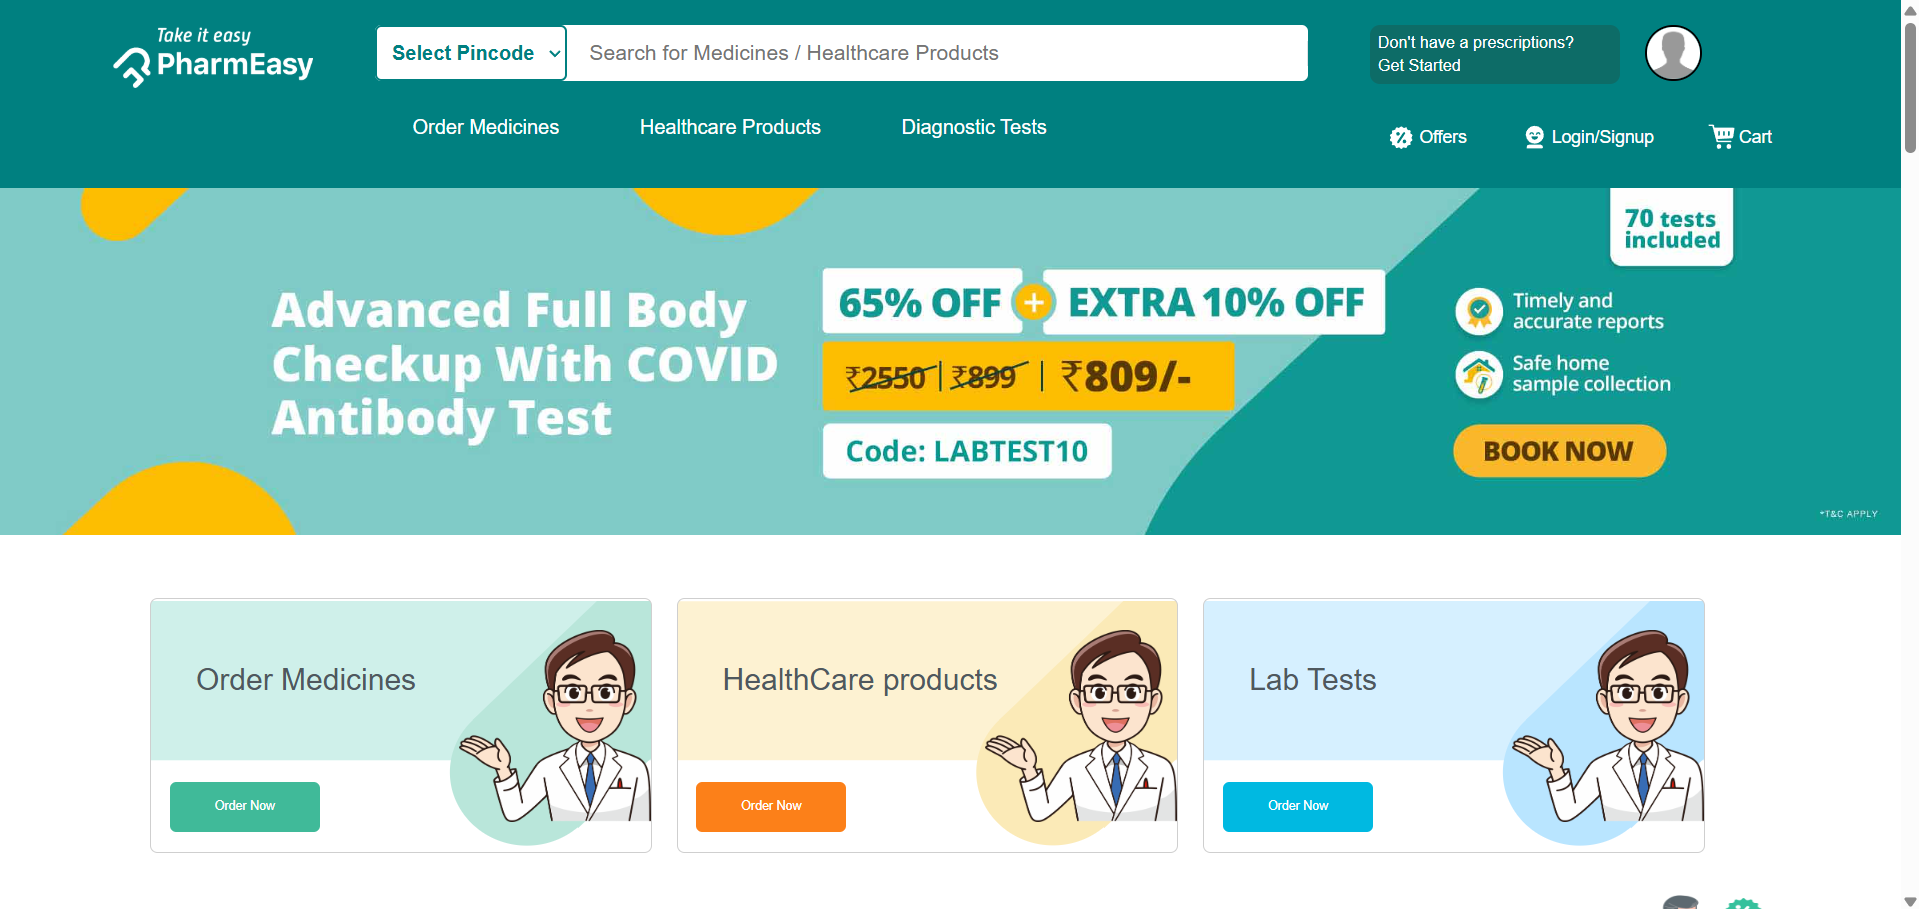 Take it easy
PharmEasy
Select Pincode
Search for Medicines / Healthcare Products
Don't have a prescriptions?
Get Started
Order Medicines
Healthcare Products
Diagnostic Tests
Offers
Login/Signup
Cart
Advanced Full Body
Checkup With COVID
Antibody Test
65% OFF + EXTRA 10% OFF
₹2550 | ₹899 | ₹809/-
Code: LABTEST10
70 tests
included
Timely and
accurate reports
Safe home
sample collection
BOOK NOW
*T&C APPLY
Order Medicines
Order Now
HealthCare products
Order Now
Lab Tests
Order Now